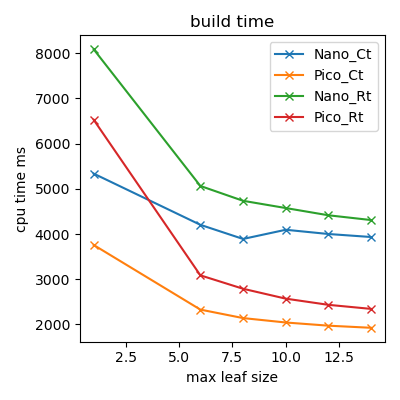 build time
Nano_Ct
Pico_Ct
Nano_Rt
Pico_Rt
8000
7000
6000
5000
4000
3000
2000
cpu time ms
2.5 5.0 7.5 10.0 12.5
max leaf size